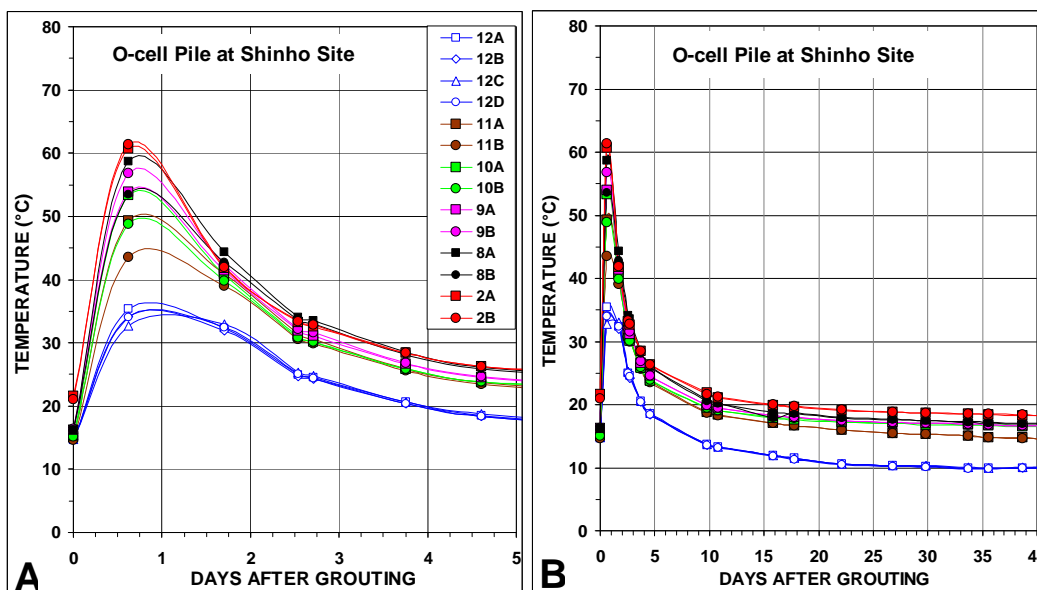 O-cell Pile at Shinho Site
80
70
60
50
40
30
20
10
0
TEMPERATURE (°C)
0 1 2 3 4 5
DAYS AFTER GROUTING
A
12A
12B
12C
12D
11A
11B
10A
10B
9A
9B
8A
8B
2A
2B
O-cell Pile at Shinho Site
80
70
60
50
40
30
20
10
0
TEMPERATURE (°C)
0 5 10 15 20 25 30 35 4
DAYS AFTER GROUTING
B